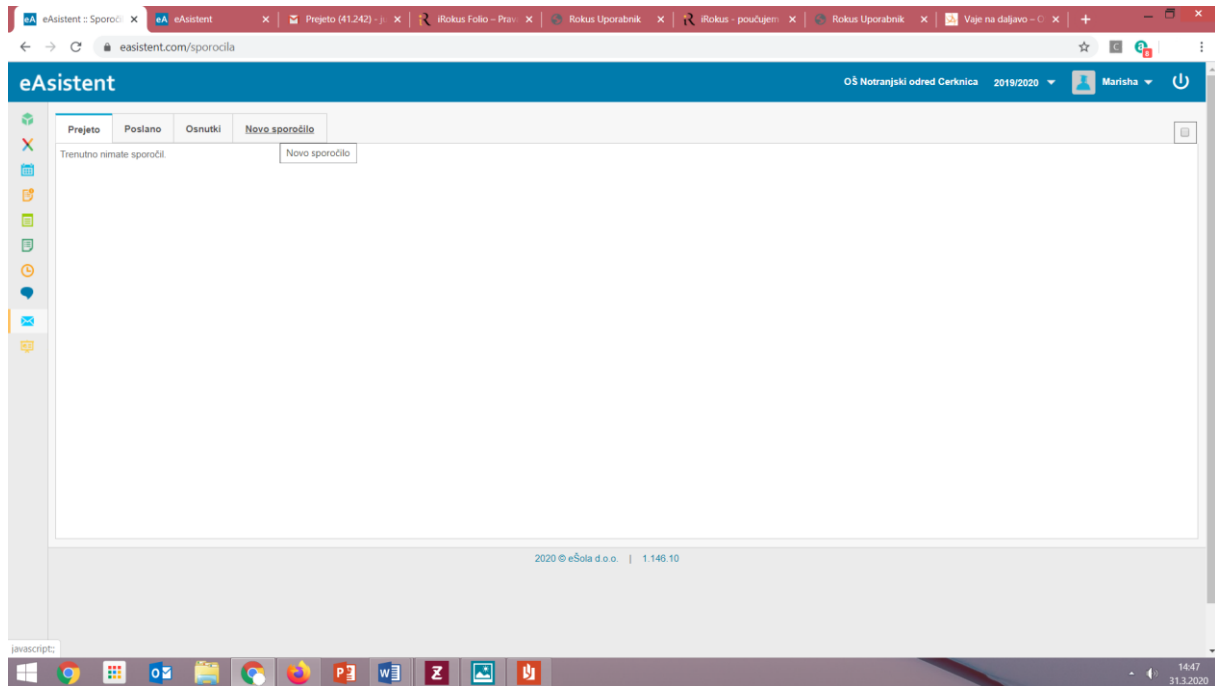 eAsistent :: Sporoči
eAsistent
Prejeto (41.242) - ju
iRokus Folio – Prav
Rokus Uporabnik
iRokus - poučujem
Rokus Uporabnik
Vaje na daljavo – O
easistent.com/sporocila
eAsistent
OŠ Notranjski odred Cerknica 2019/2020 Marisha
Prejeto Poslano Osnutki Novo sporočilo
Trenutno nimate sporočil.
Novo sporočilo
2020 © eŠola d.o.o. | 1.146.10
javascript:;
14:47
31.3.2020